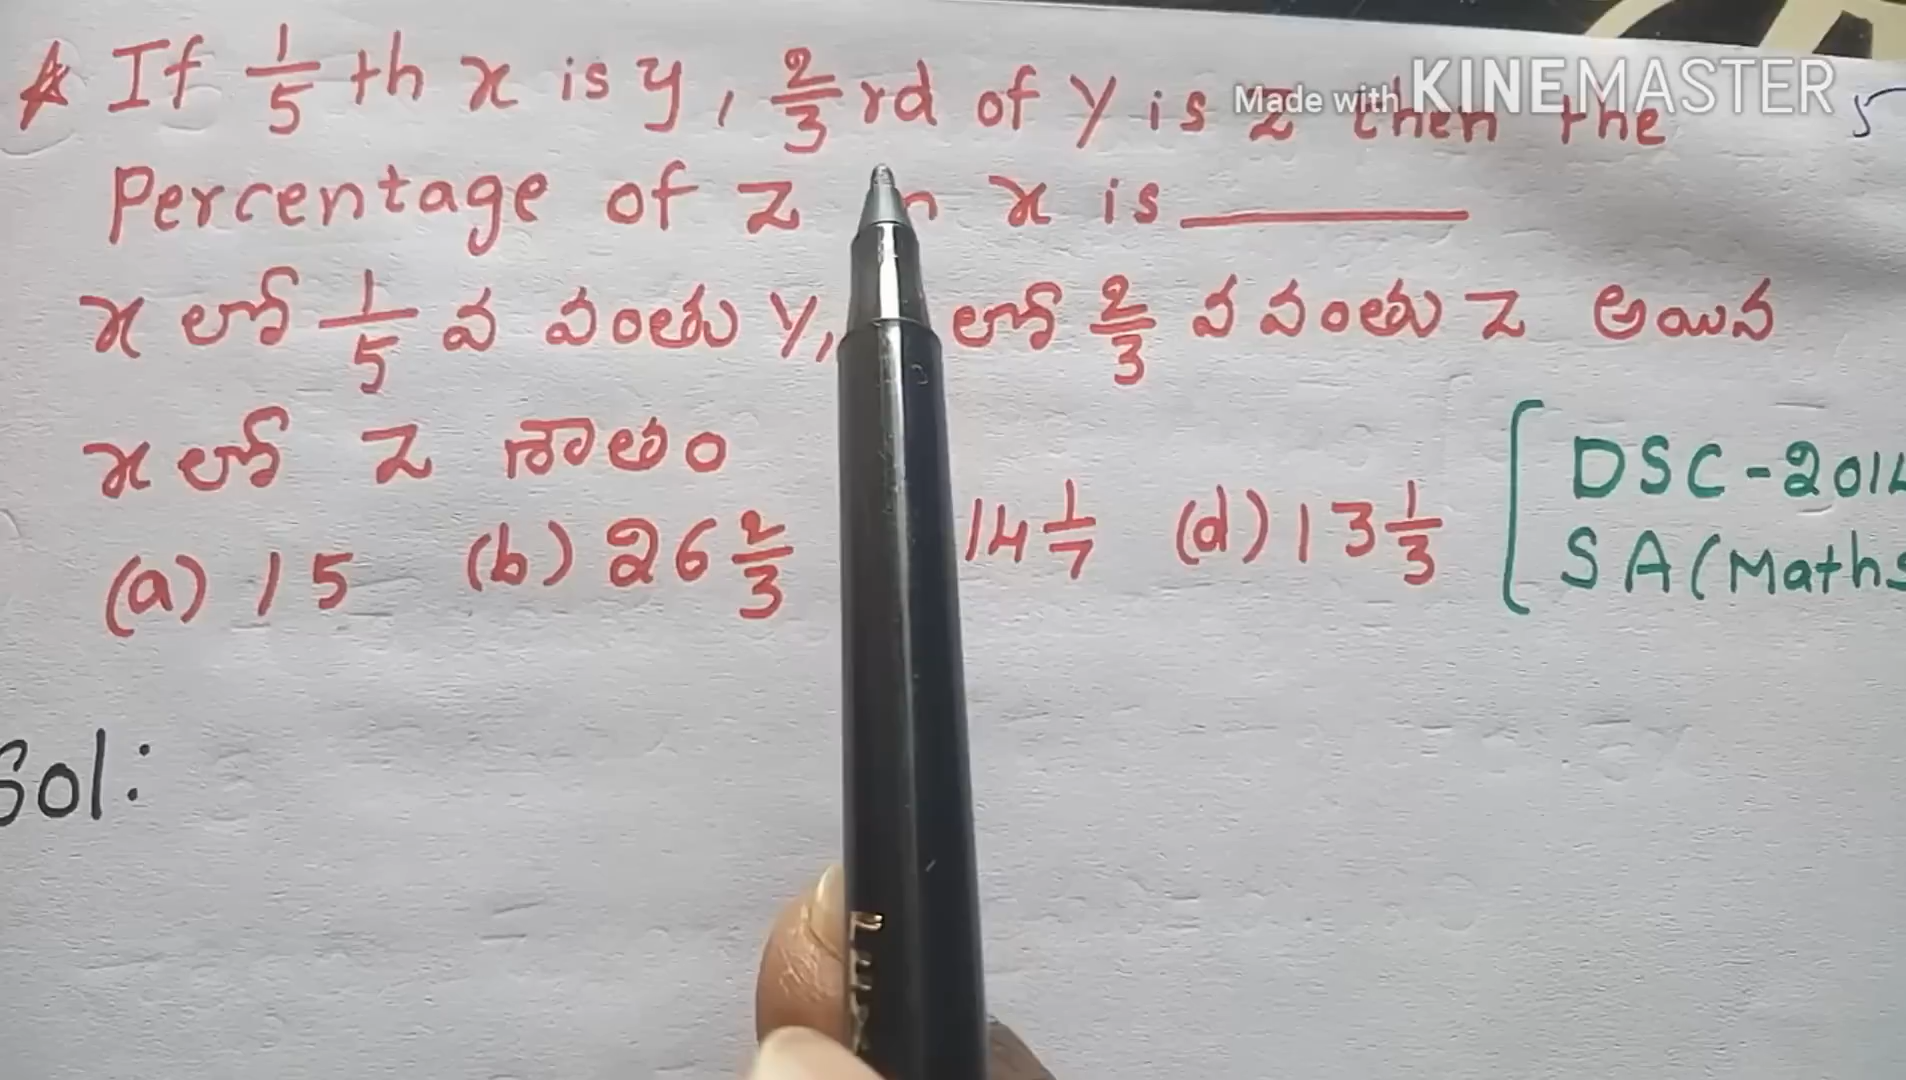 If 1/5 th x is y, 2/3 rd of y is z then the
Percentage of z x is ______
x లో 1/5 వ వంతు y, లో 2/3 వ వంతు z అయిన
x లో z శాతం
(a) 15 (b) 26 2/3 14 1/7 (d) 13 1/3
[DSC-201
SA (Maths
Sol:
Made with KINEMASTER
Lux